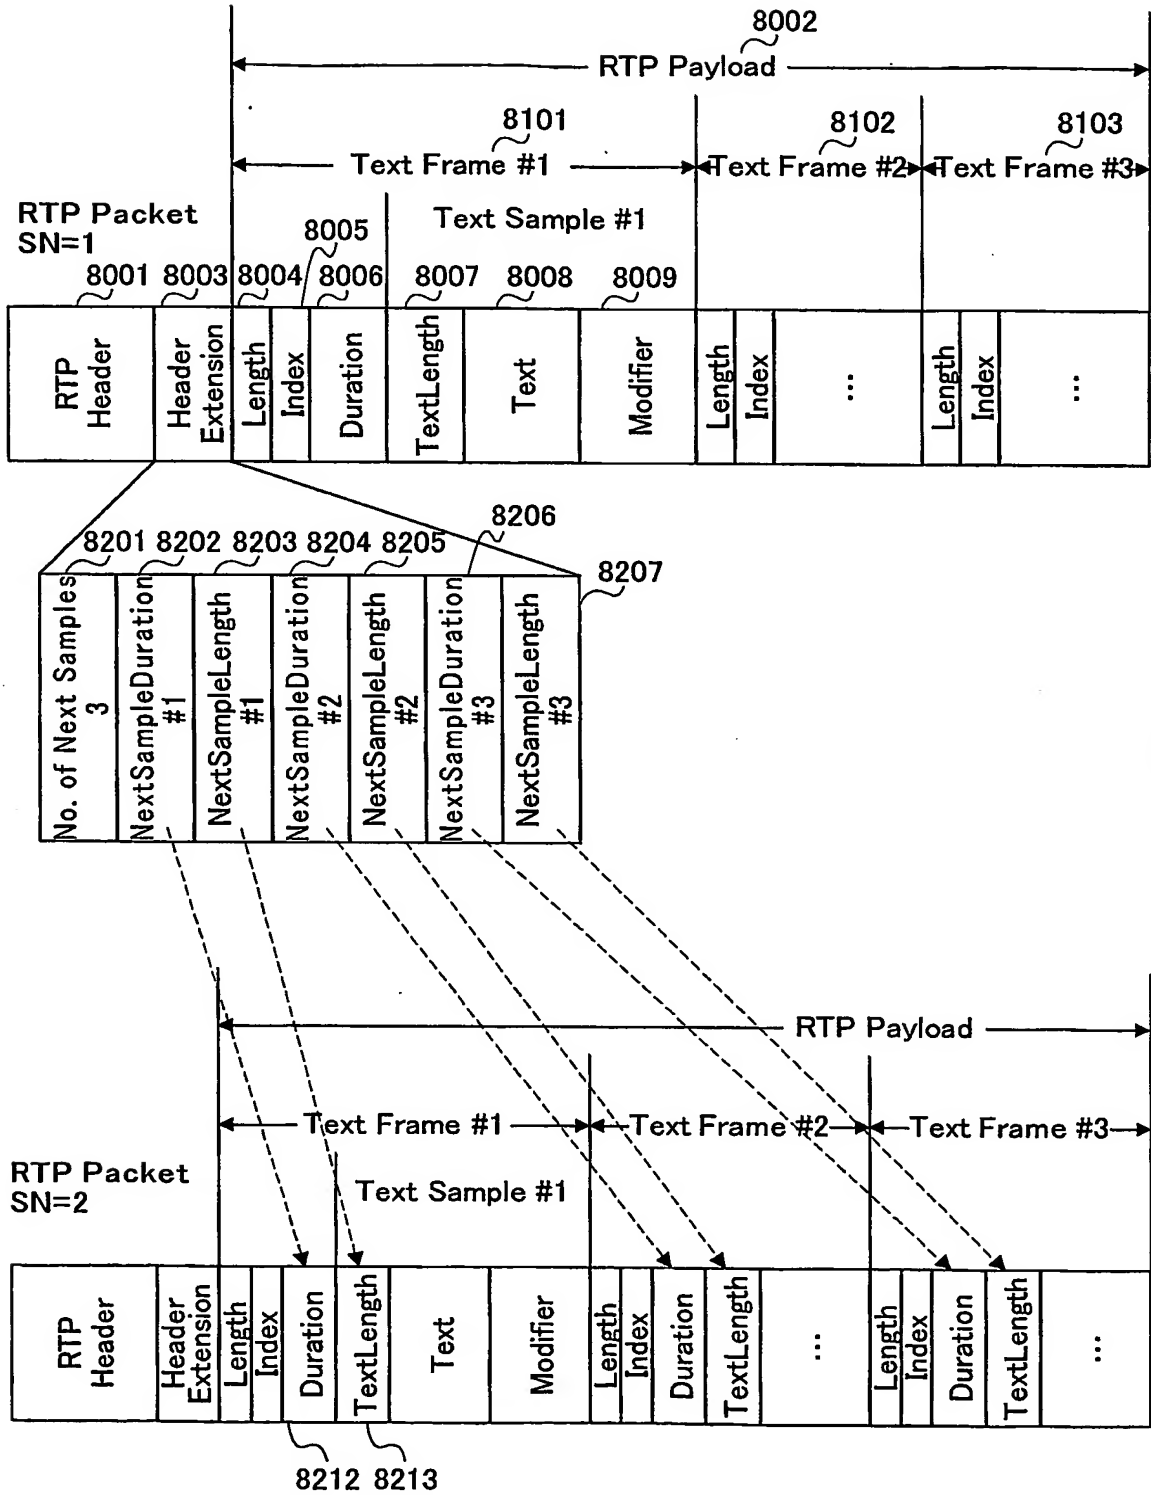 8002
RTP Payload
8101
8102
8103
Text Frame #1
Text Frame #2
Text Frame #3
RTP Packet
SN=1
Text Sample #1
8005
8001
8003
8004
8006
8007
8008
8009
RTP
Header
Header
Extension
Length
Index
Duration
TextLength
Text
Modifier
Length
Index
...
Length
Index
...
8206
8201
8202
8203
8204
8205
8207
No. of Next Samples
3
NextSampleDuration
#1
NextSampleLength
#1
NextSampleDuration
#2
NextSampleLength
#2
NextSampleDuration
#3
NextSampleLength
#3
RTP Payload
Text Frame #1
Text Frame #2
Text Frame #3
RTP Packet
SN=2
Text Sample #1
RTP
Header
Header
Extension
Length
Index
Duration
TextLength
Text
Modifier
Length
Index
Duration
TextLength
...
Length
Index
Duration
TextLength
...
8212
8213